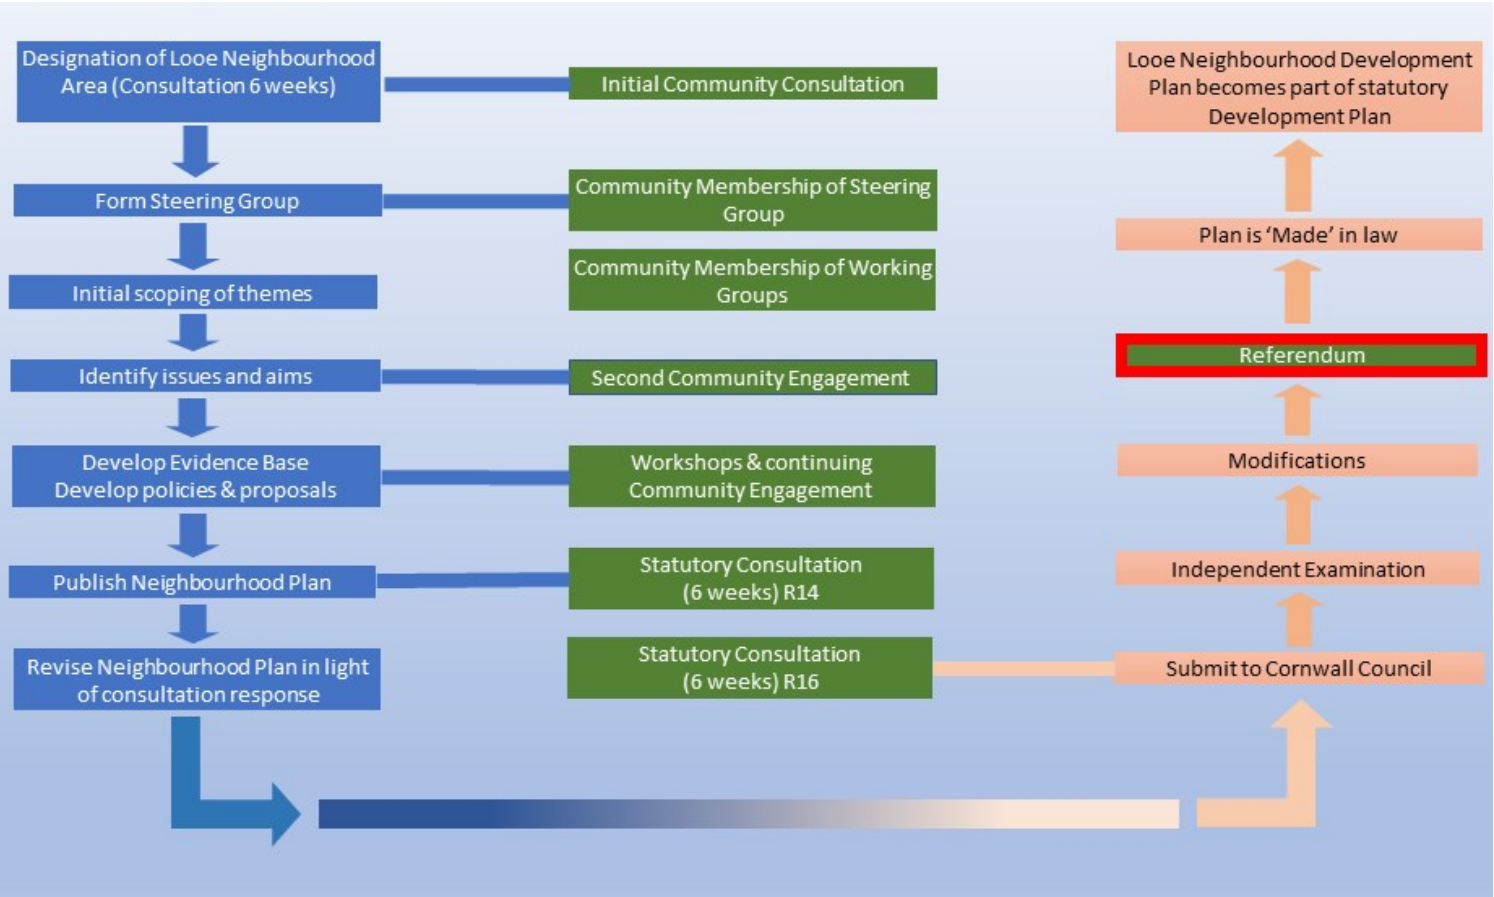 Designation of Looe Neighbourhood
Area (Consultation 6 weeks)
Form Steering Group
Initial scoping of themes
Identify issues and aims
Develop Evidence Base
Develop policies & proposals
Publish Neighbourhood Plan
Revise Neighbourhood Plan in light
of consultation response
Initial Community Consultation
Community Membership of Steering
Group
Community Membership of Working
Groups
Second Community Engagement
Workshops & continuing
Community Engagement
Statutory Consultation
(6 weeks) R14
Statutory Consultation
(6 weeks) R16
Looe Neighbourhood Development
Plan becomes part of statutory
Development Plan
Plan is ‘Made’ in law
Referendum
Modifications
Independent Examination
Submit to Cornwall Council